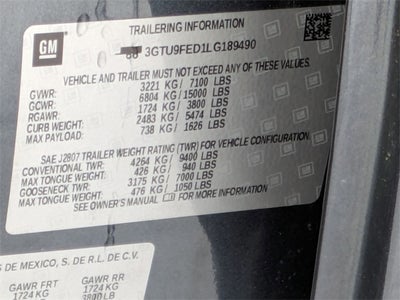 TRAILERING INFORMATION
GM
3GTU9FED1LG189490
VEHICLE AND TRAILER MUST NOT EXCEED ANY OF THESE VALUES.
GVWR: 3221 KG / 7100 LBS
GCWR: 6804 KG / 15000 LBS
RGAWR: 1724 KG / 3800 LBS
CURB WEIGHT: 2483 KG / 5474 LBS
MAX PAYLOAD: 738 KG / 1626 LBS
SAE J2807 TRAILER WEIGHT RATING (TWR) FOR VEHICLE CONFIGURATION.
CONVENTIONAL TWR: 4264 KG / 9400 LBS
MAX TONGUE WEIGHT: 426 KG / 940 LBS
GOOSENECK TWR: 3175 KG / 7000 LBS
MAX TONGUE WEIGHT: 476 KG / 1050 LBS
SEE OWNER'S MANUAL FOR MORE INFORMATION
S DE MEXICO, S. DE R.L. DE C.V.
GAWR FRT GAWR RR
1724 KG 1724 KG
3800 LB